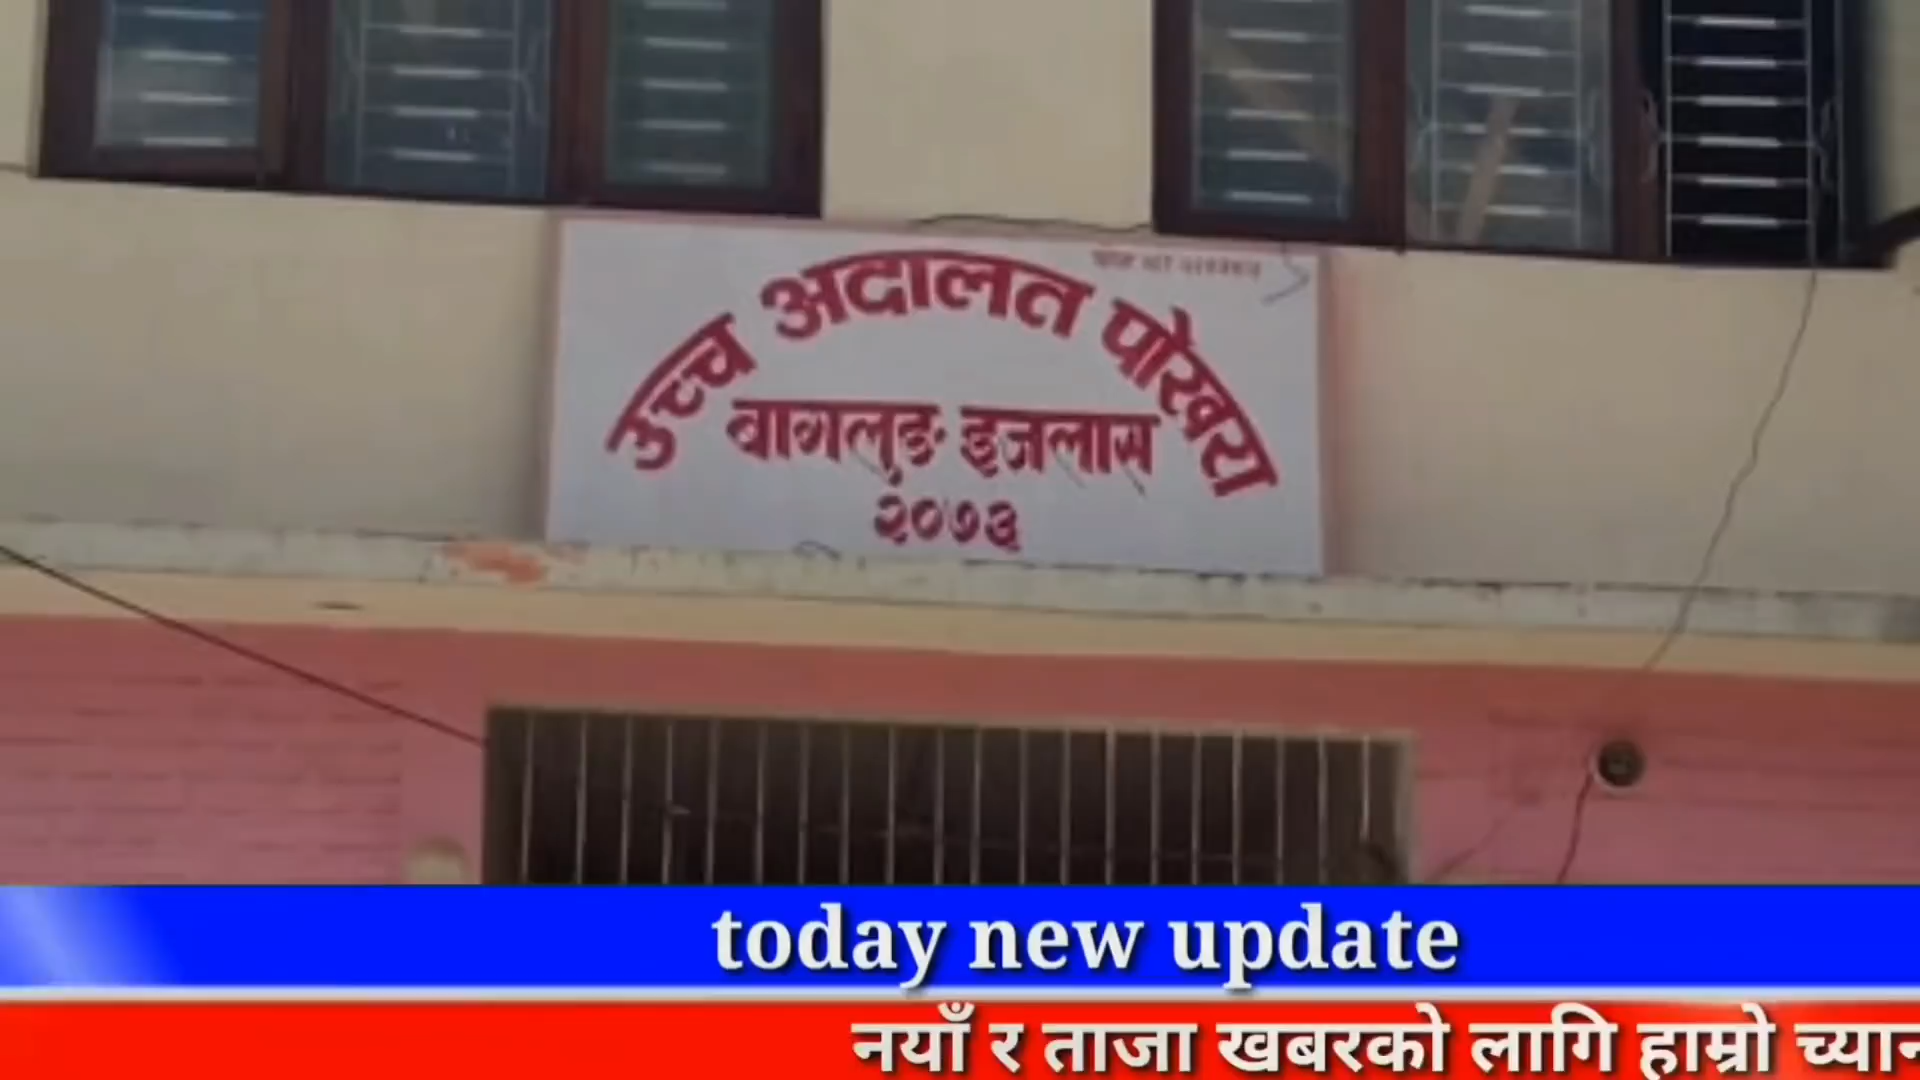 उच्च अदालत पोखरा
बागलुङ इजलास
२०७३
today new update
नयाँ र ताजा खबरको लागि हाम्रो